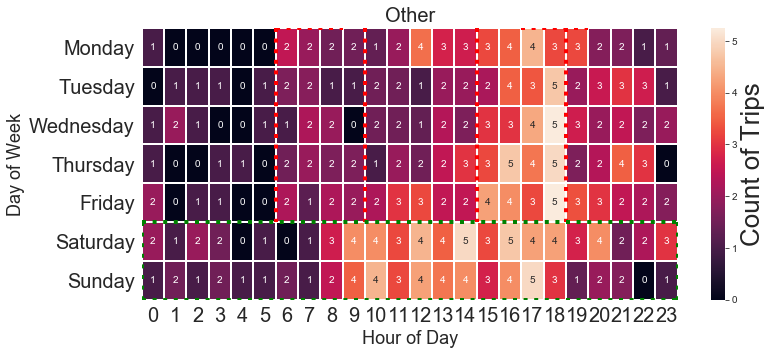 Other
Monday 1 0 0 0 0 0 2 2 2 2 1 2 4 3 3 3 4 4 3 3 2 2 1 1
Tuesday 0 1 1 1 0 1 2 2 1 1 2 2 1 2 2 2 4 3 5 2 3 3 3 1
Wednesday 1 2 1 0 0 1 1 2 2 0 2 2 1 2 2 3 3 4 5 3 2 2 2 2
Thursday 1 0 0 1 1 0 2 2 2 2 1 2 2 2 3 3 5 4 5 2 2 4 3 0
Friday 2 0 1 1 0 0 2 1 2 2 2 3 3 2 2 4 4 3 5 3 3 2 2 2
Saturday 2 1 2 2 0 1 0 1 3 4 4 3 4 4 5 3 5 4 4 3 4 2 2 3
Sunday 1 2 1 2 1 1 2 1 2 4 4 3 4 4 4 3 4 5 3 1 2 2 0 1
0 1 2 3 4 5 6 7 8 9 10 11 12 13 14 15 16 17 18 19 20 21 22 23
Hour of Day
Day of Week
5
4
3
2
1
0
Count of Trips